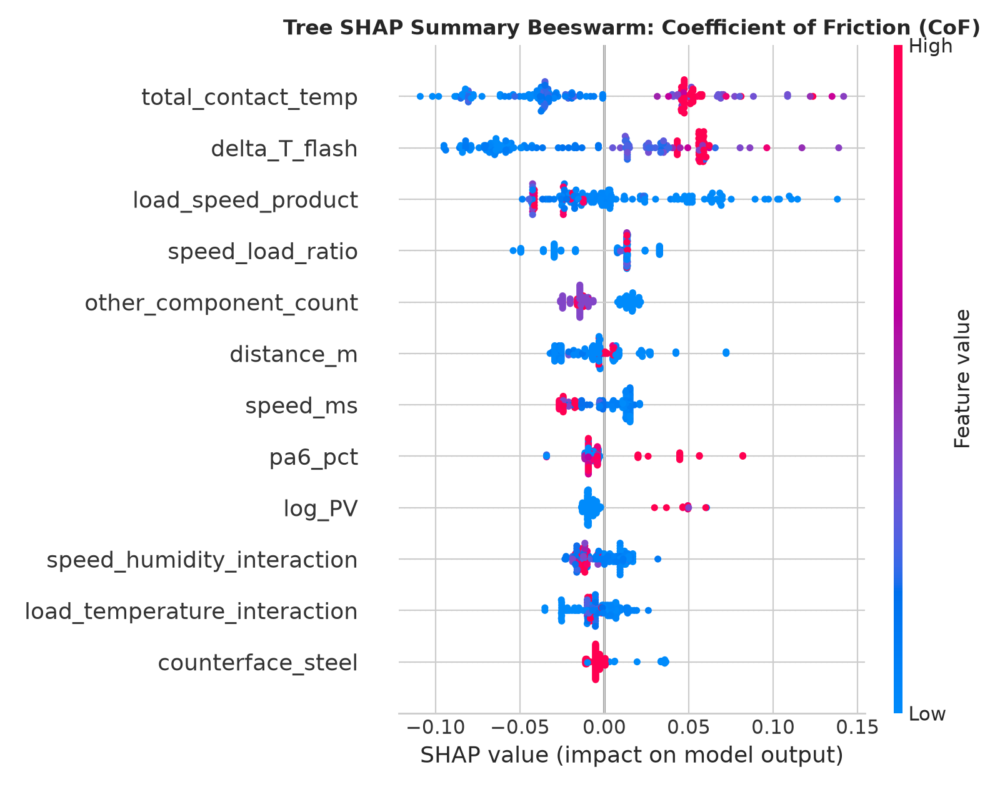 Tree SHAP Summary Beeswarm: Coefficient of Friction (CoF)
High
total_contact_temp
delta_T_flash
load_speed_product
speed_load_ratio
other_component_count
distance_m
speed_ms
pa6_pct
log_PV
speed_humidity_interaction
load_temperature_interaction
counterface_steel
Feature value
Low
−0.10 −0.05 0.00 0.05 0.10 0.15
SHAP value (impact on model output)